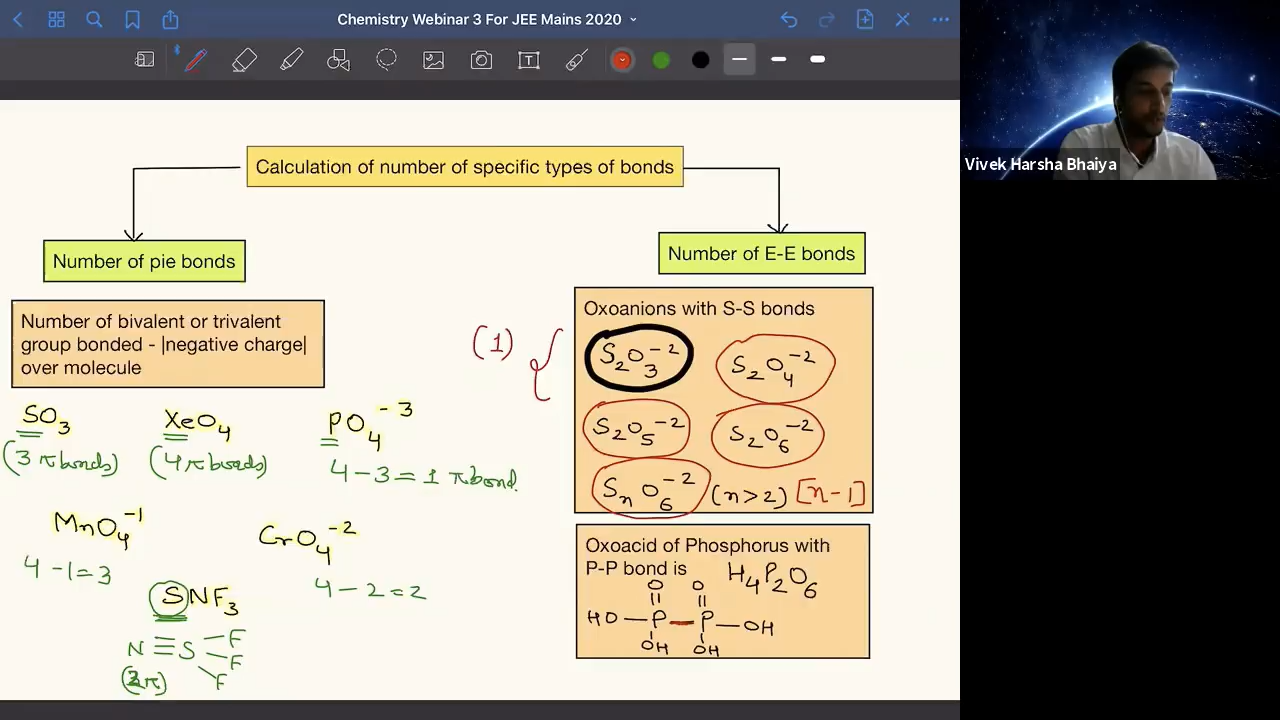 Chemistry Webinar 3 For JEE Mains 2020
T
Vivek Harsha Bhaiya
Calculation of number of specific types of bonds
Number of pie bonds
Number of bivalent or trivalent
group bonded - |negative charge|
over molecule
SO₃ XeO₄ PO₄⁻³
(3 π bonds) (4 π bonds) 4 - 3 = 1 π bond.
MnO₄⁻¹ CrO₄⁻²
4 - 1 = 3 4 - 2 = 2
SNF₃
N ≡ S - F
F
F
Number of E-E bonds
Oxoanions with S-S bonds
(1) { S₂O₃⁻² S₂O₄⁻²
S₂O₅⁻² S₂O₆⁻²
SₙO₆⁻² (n>2) [n-1]
Oxoacid of Phosphorus with
P-P bond is H₄P₂O₆
O O
HO - P - P - OH
OH OH